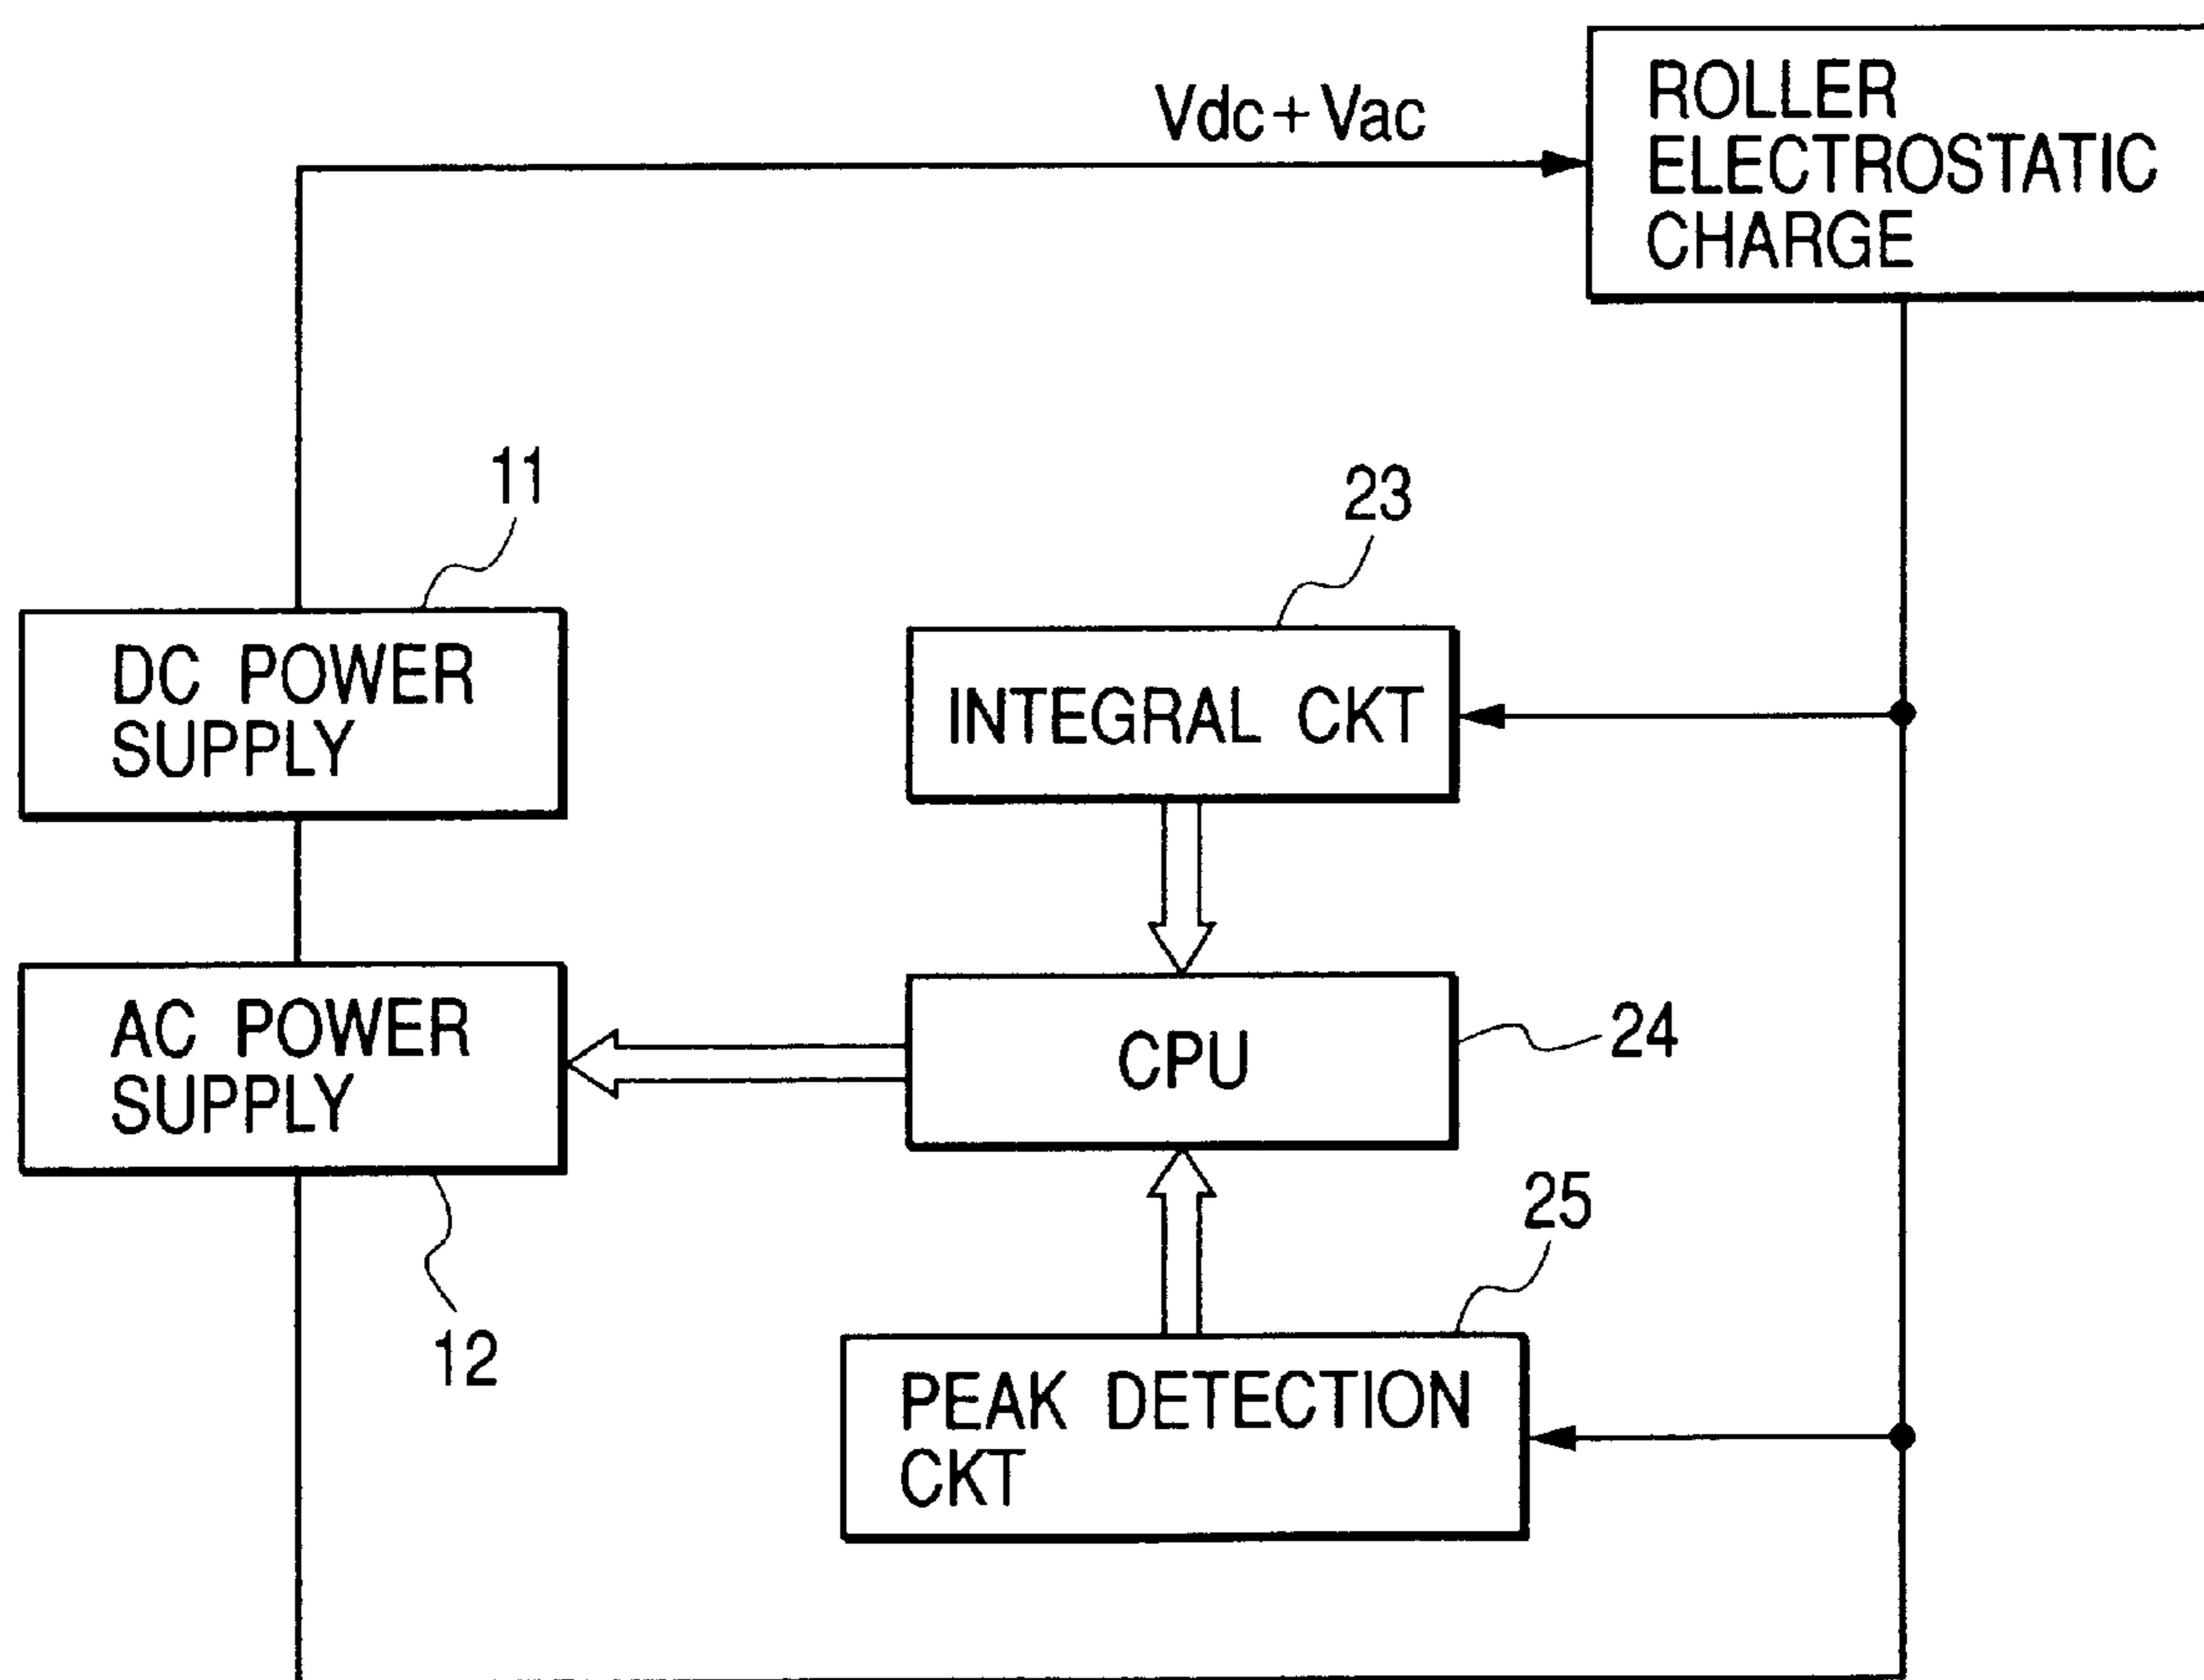 Vdc+Vac
ROLLER
ELECTROSTATIC
CHARGE
11
23
DC POWER
SUPPLY
INTEGRAL CKT
AC POWER
SUPPLY
CPU
24
12
25
PEAK DETECTION
CKT